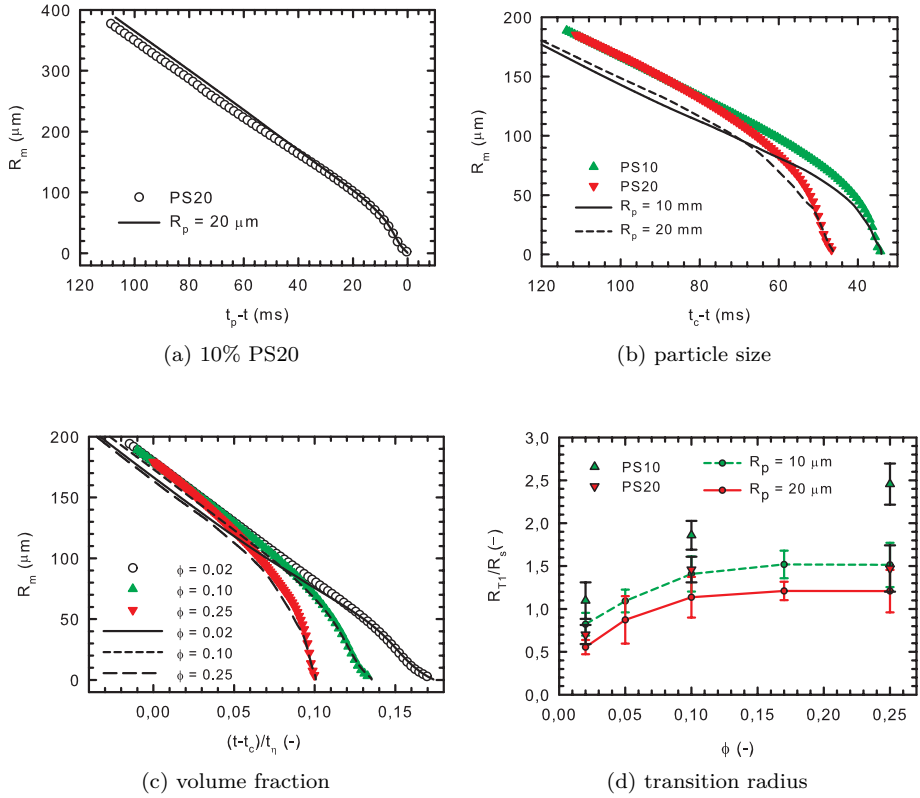 400
300
200
100
0
R_m (μm)
PS20
R_p = 20 μm
120 100 80 60 40 20 0
t_p-t (ms)
(a) 10% PS20
200
150
100
50
0
R_m (μm)
PS10
PS20
R_p = 10 mm
R_p = 20 mm
120 100 80 60 40
t_c-t (ms)
(b) particle size
200
150
100
50
0
R_m (μm)
ϕ = 0.02
ϕ = 0.10
ϕ = 0.25
ϕ = 0.02
ϕ = 0.10
ϕ = 0.25
0,00 0,05 0,10 0,15
(t-t_c)/t_η (-)
(c) volume fraction
3,0
2,5
2,0
1,5
1,0
0,5
0,0
R_T1/R_s(-)
PS10
PS20
R_p = 10 μm
R_p = 20 μm
0,00 0,05 0,10 0,15 0,20 0,25
ϕ (-)
(d) transition radius